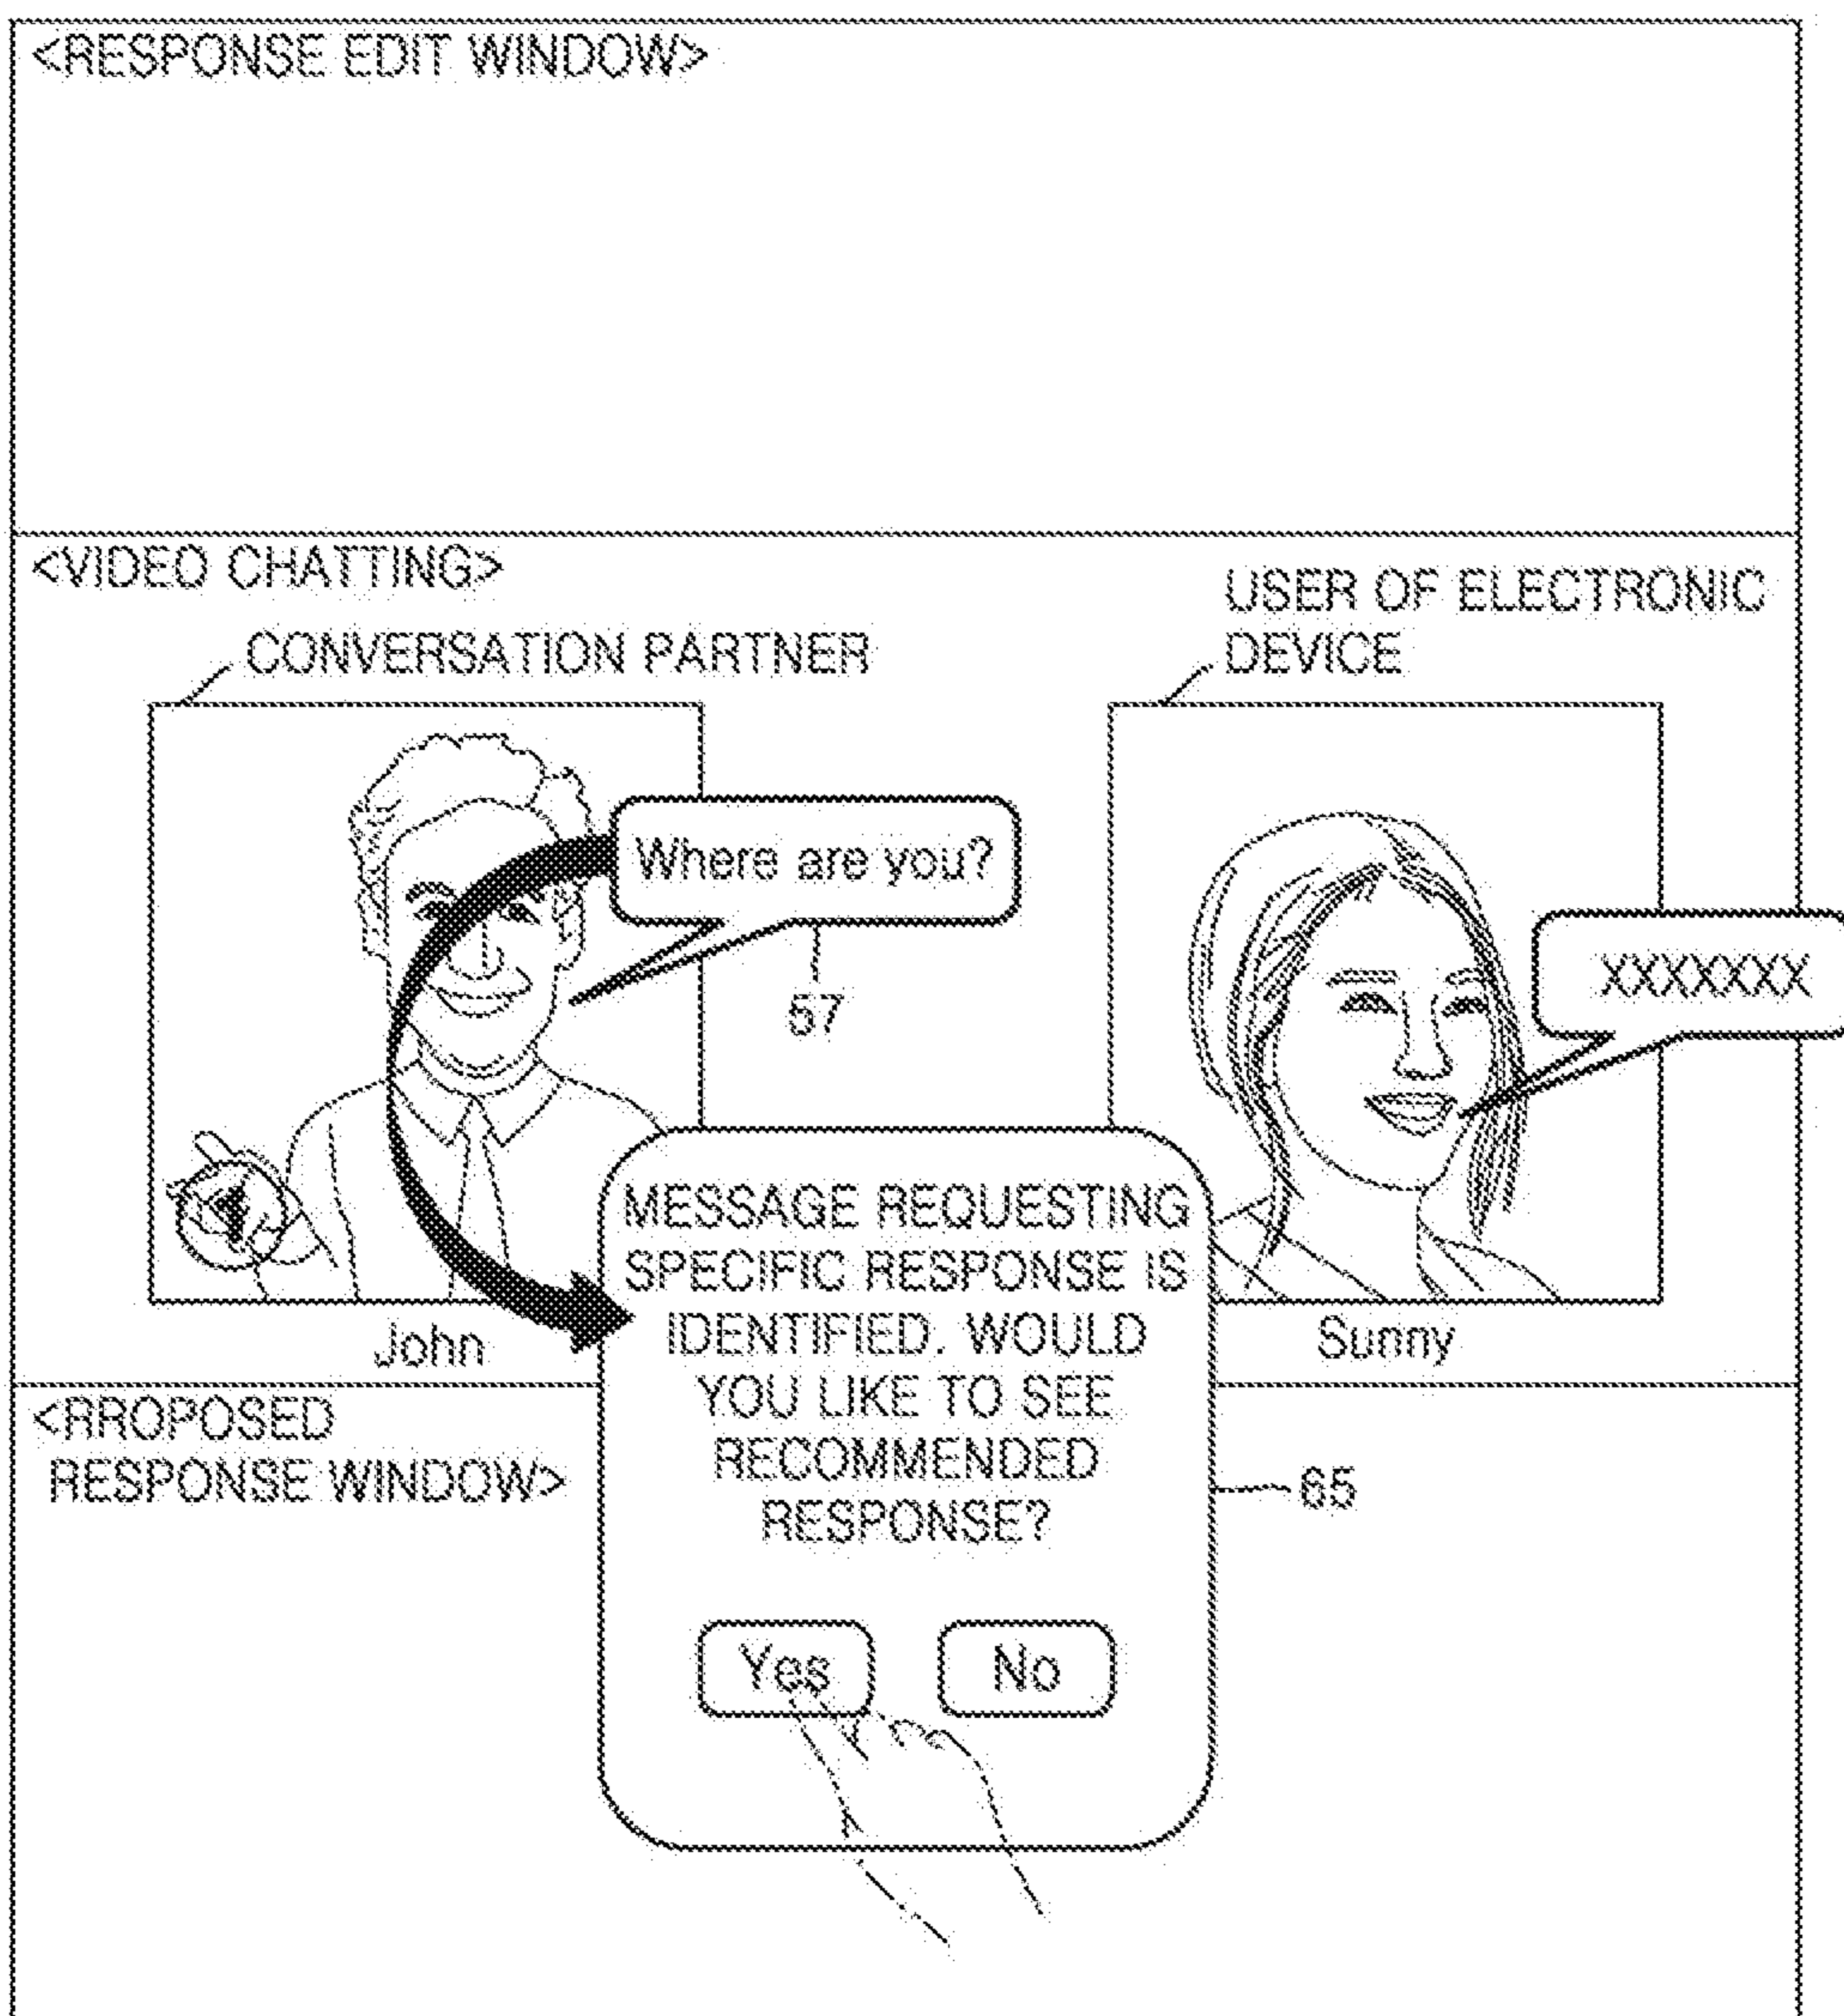 <RESPONSE EDIT WINDOW>
<VIDEO CHATTING>
CONVERSATION PARTNER
USER OF ELECTRONIC
DEVICE
Where are you?
57
XXXXXXX
John
Sunny
MESSAGE REQUESTING
SPECIFIC RESPONSE IS
IDENTIFIED. WOULD
YOU LIKE TO SEE
RECOMMENDED
RESPONSE?
65
Yes
No
<RROPOSED
RESPONSE WINDOW>